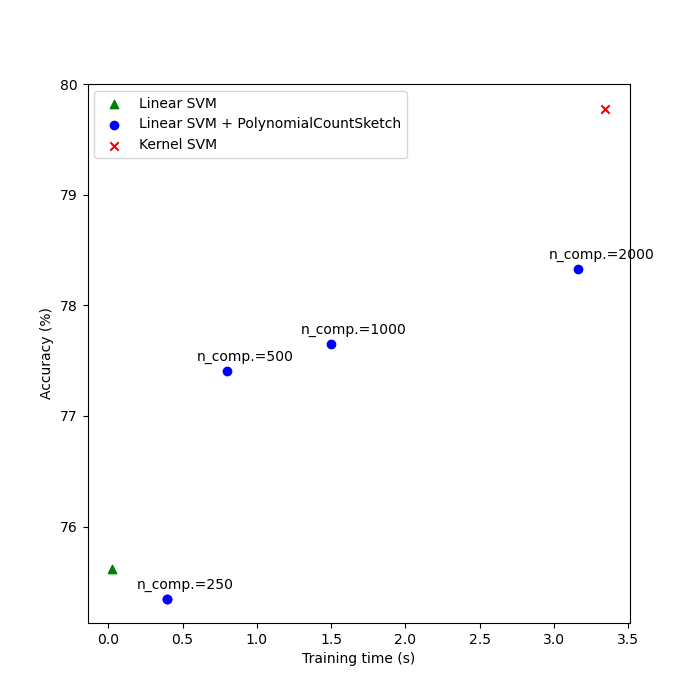 Linear SVM
Linear SVM + PolynomialCountSketch
Kernel SVM
80
79
78
77
76
Accuracy (%)
n_comp.=2000
n_comp.=1000
n_comp.=500
n_comp.=250
0.0 0.5 1.0 1.5 2.0 2.5 3.0 3.5
Training time (s)